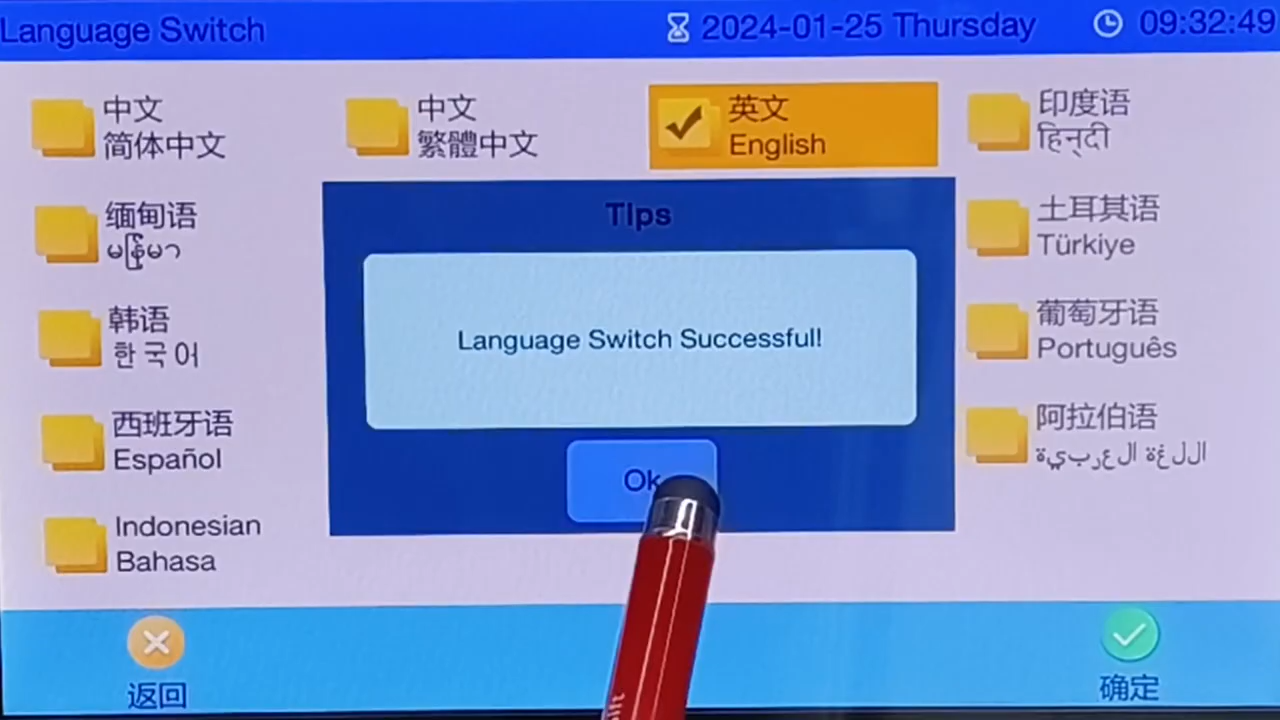 Language Switch
2024-01-25 Thursday
09:32:49
中文
简体中文
中文
繁體中文
英文
English
印度语
हिन्दी
缅甸语
မြန်မာ
土耳其语
Türkiye
韩语
한국어
葡萄牙语
Português
西班牙语
Español
阿拉伯语
اللغة العربية
Indonesian
Bahasa
TIps
Language Switch Successful!
Ok
返回
确定